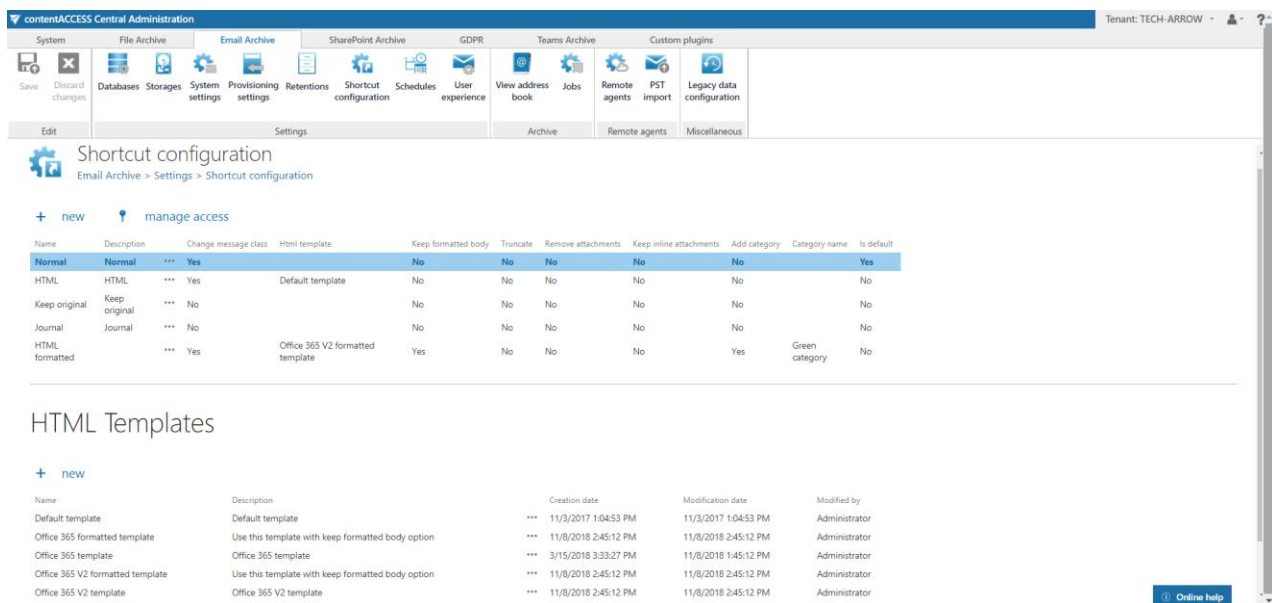 contentACCESS Central Administration Tenant: TECH-ARROW ?
System File Archive Email Archive SharePoint Archive GDPR Teams Archive Custom plugins
Save Discard changes Databases Storages System settings Provisioning settings Retentions Shortcut configuration Schedules User experience View address book Jobs Remote agents PST import Legacy data configuration
Edit Settings Archive Remote agents Miscellaneous
Shortcut configuration
Email Archive > Settings > Shortcut configuration
+ new manage access
Name Description Change message class Html template Keep formatted body Truncate Remove attachments Keep inline attachments Add category Category name Is default
Normal Normal *** Yes No No No No No Yes
HTML HTML *** Yes Default template No No No No No No
Keep original Keep original *** No No No No No No No
Journal Journal *** No No No No No No No
HTML formatted *** Yes Office 365 V2 formatted template Yes No No No Yes Green category No
HTML Templates
+ new
Name Description Creation date Modification date Modified by
Default template Default template *** 11/3/2017 1:04:53 PM 11/3/2017 1:04:53 PM Administrator
Office 365 formatted template Use this template with keep formatted body option *** 11/8/2018 2:45:12 PM 11/8/2018 2:45:12 PM Administrator
Office 365 template Office 365 template *** 3/15/2018 3:33:27 PM 11/8/2018 1:45:12 PM Administrator
Office 365 V2 formatted template Use this template with keep formatted body option *** 11/8/2018 2:45:12 PM 11/8/2018 2:45:12 PM Administrator
Office 365 V2 template Office 365 V2 template *** 11/8/2018 2:45:12 PM 11/8/2018 2:45:12 PM Administrator
Online help